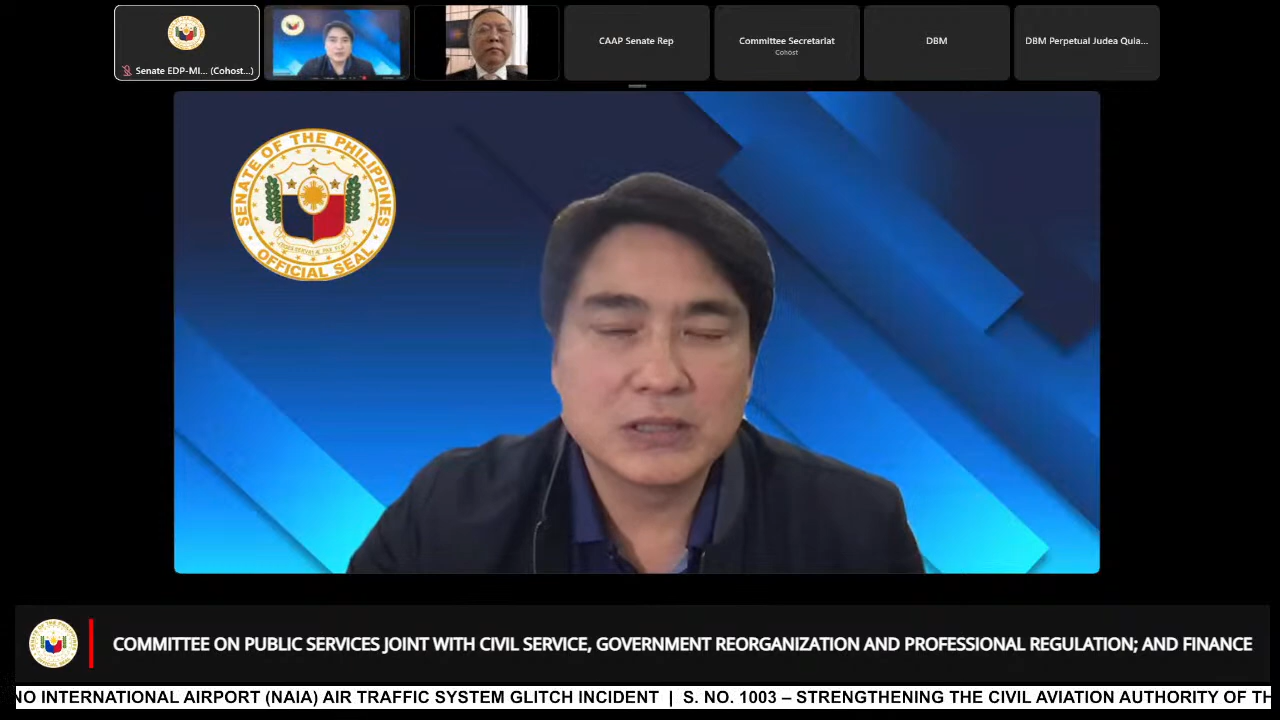 Senate EDP-MI... (Cohost...)
CAAP Senate Rep
Committee Secretariat
Cohost
DBM
DBM Perpetual Judea Quia...
SENATE OF THE PHILIPPINES
OFFICIAL SEAL
COMMITTEE ON PUBLIC SERVICES JOINT WITH CIVIL SERVICE, GOVERNMENT REORGANIZATION AND PROFESSIONAL REGULATION; AND FINANCE
NO INTERNATIONAL AIRPORT (NAIA) AIR TRAFFIC SYSTEM GLITCH INCIDENT | S. NO. 1003 – STRENGTHENING THE CIVIL AVIATION AUTHORITY OF TH